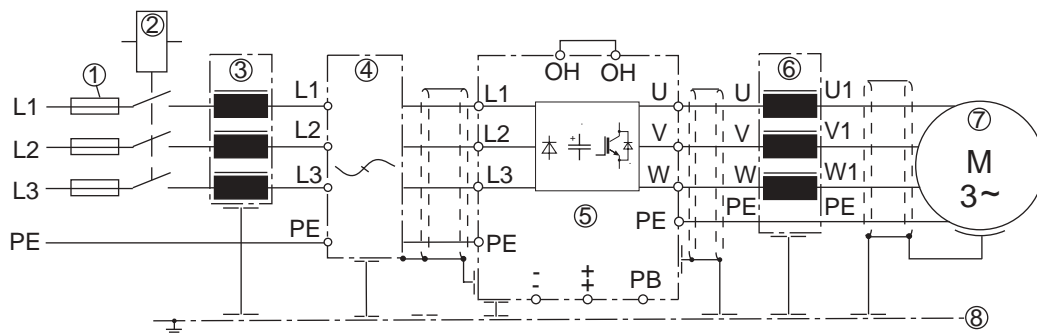 ②
① ③ ④ OH OH ⑥
L1 L1 L1 U U U1
⑦
L2 L2 L2 V V V1 M
L3 L3 L3 W W W1 3~
⑤
PE PE PE PE PE PE
- + PB
- +
⑧